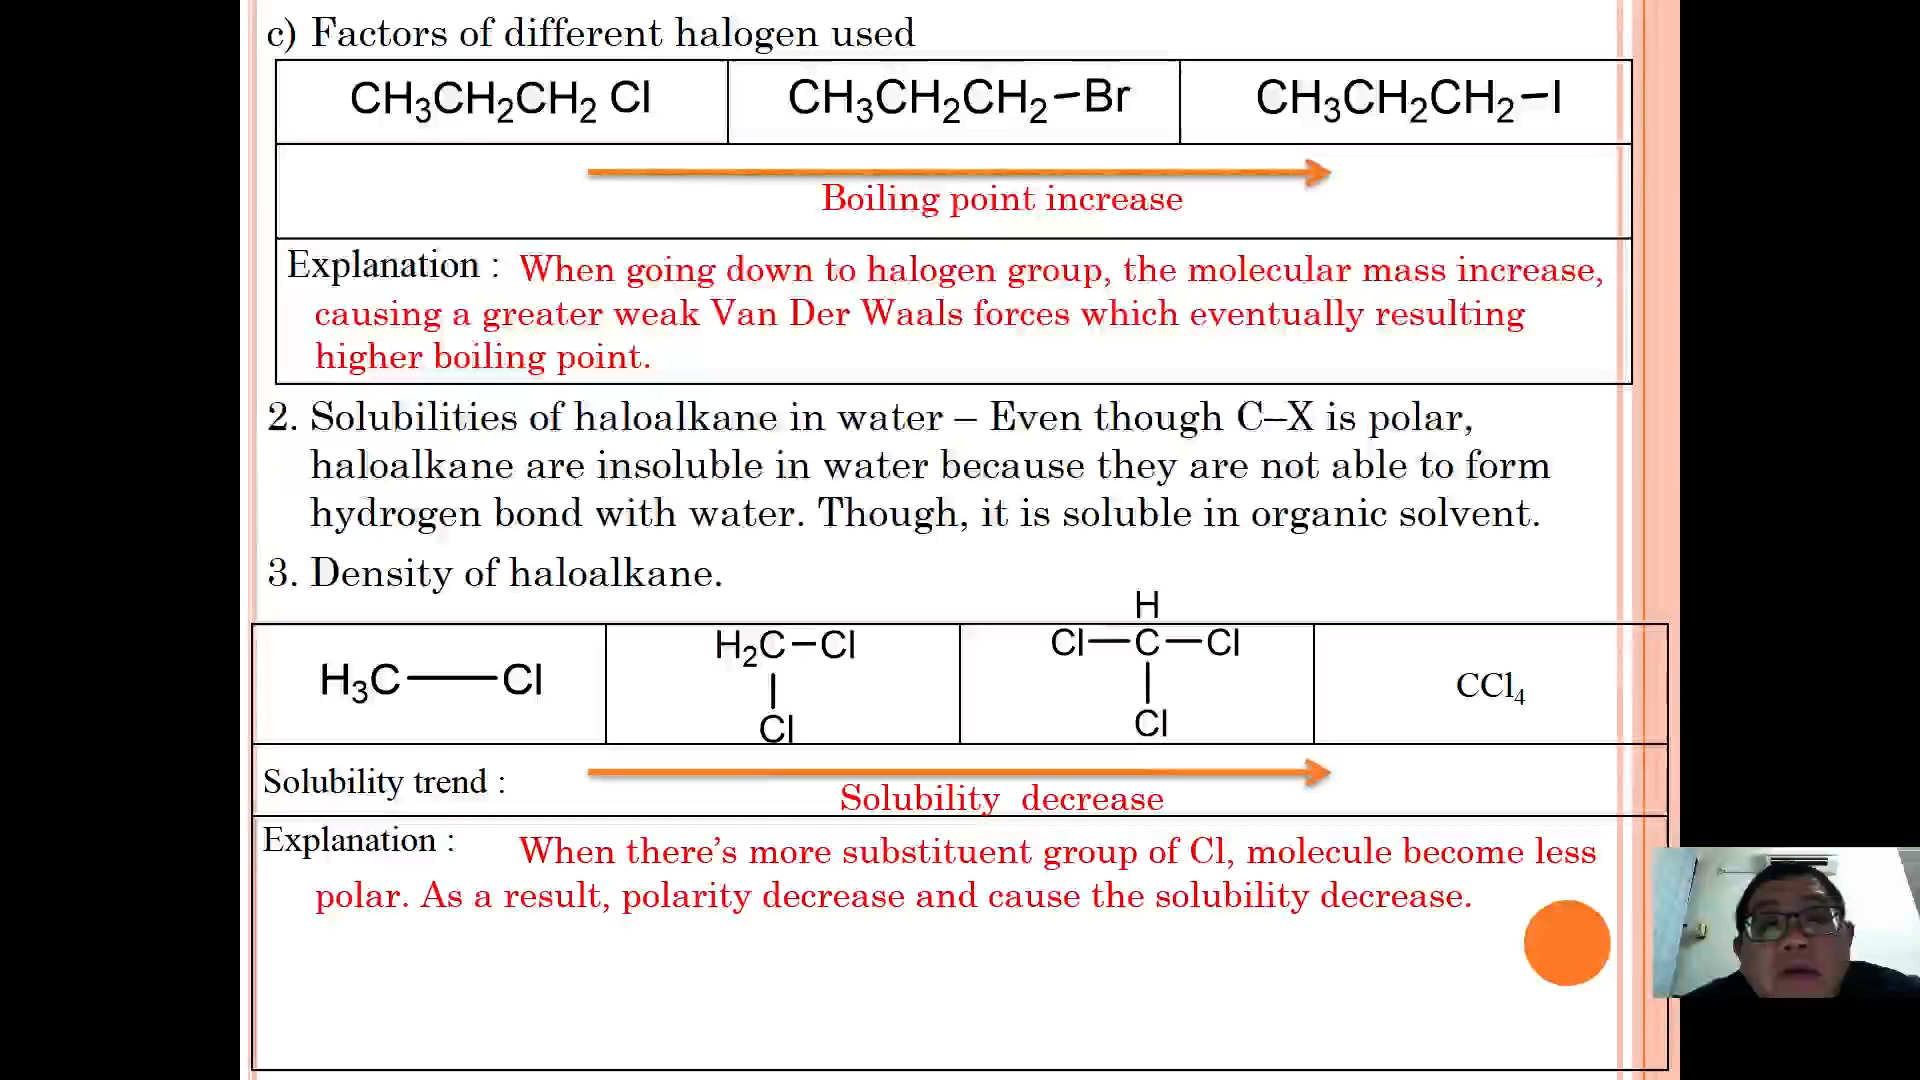 c) Factors of different halogen used
CH3CH2CH2 Cl
CH3CH2CH2–Br
CH3CH2CH2–I
Boiling point increase
Explanation : When going down to halogen group, the molecular mass increase,
causing a greater weak Van Der Waals forces which eventually resulting
higher boiling point.
2. Solubilities of haloalkane in water – Even though C–X is polar,
haloalkane are insoluble in water because they are not able to form
hydrogen bond with water. Though, it is soluble in organic solvent.
3. Density of haloalkane.
H3C—Cl
H2C–Cl
Cl
H
Cl—C—Cl
Cl
CCl4
Solubility trend :
Solubility decrease
Explanation : When there's more substituent group of Cl, molecule become less
polar. As a result, polarity decrease and cause the solubility decrease.